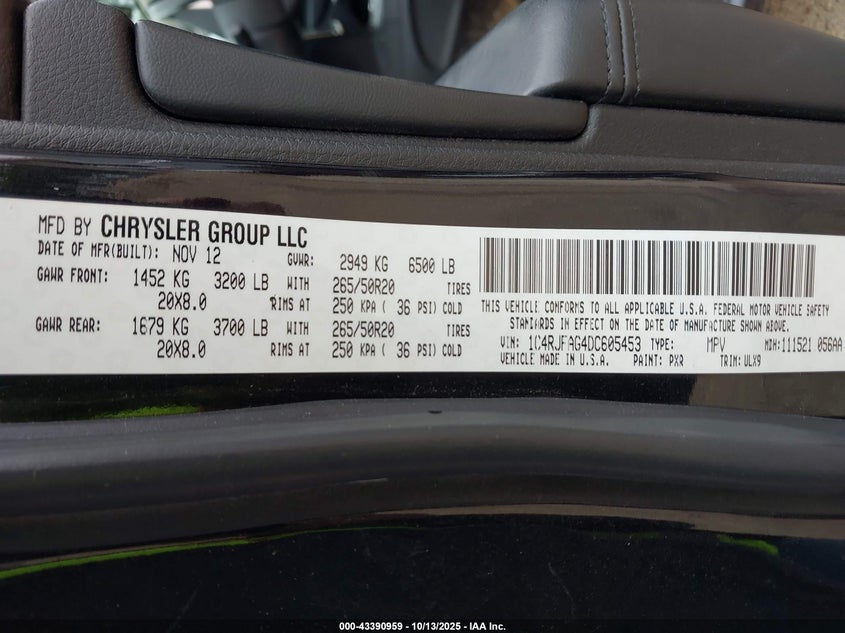 MFD BY CHRYSLER GROUP LLC
DATE OF MFR(BUILT): NOV 12 GVWR: 2949 KG 6500 LB
GAWR FRONT: 1452 KG 3200 LB WITH 265/50R20 TIRES
20X8.0 RIMS AT 250 KPA ( 36 PSI) COLD
GAWR REAR: 1679 KG 3700 LB WITH 265/50R20 TIRES
20X8.0 RIMS AT 250 KPA ( 36 PSI) COLD
THIS VEHICLE CONFORMS TO ALL APPLICABLE U.S.A. FEDERAL MOTOR VEHICLE SAFETY
STANDARDS IN EFFECT ON THE DATE OF MANUFACTURE SHOWN ABOVE.
VIN: 1C4RJFAG4DC605453 TYPE: MPV MDH:111521 056AA
VEHICLE MADE IN U.S.A. PAINT: PXR TRIM: ULX9
000-43390959 - 10/13/2025 - IAA Inc.